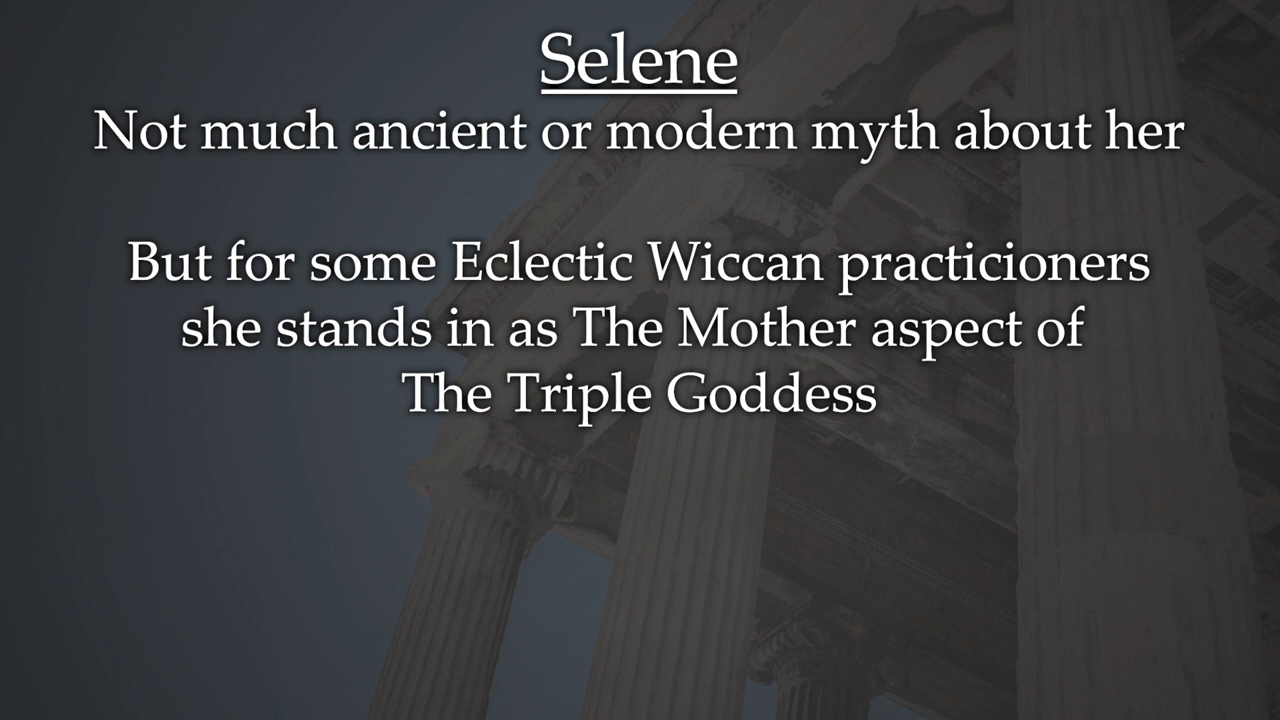 Selene
Not much ancient or modern myth about her
But for some Eclectic Wiccan practicioners
she stands in as The Mother aspect of
The Triple Goddess